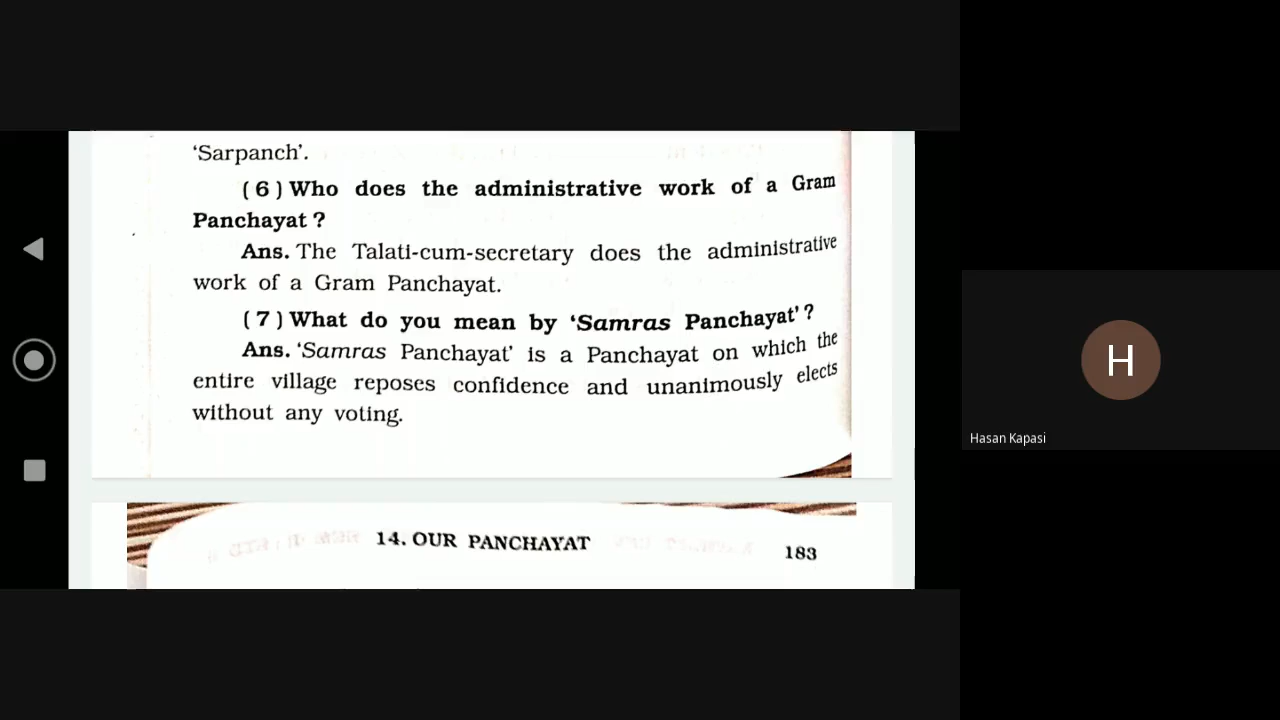 'Sarpanch'.
(6) Who does the administrative work of a Gram
Panchayat ?
Ans. The Talati-cum-secretary does the administrative
work of a Gram Panchayat.
(7) What do you mean by 'Samras Panchayat' ?
Ans. 'Samras Panchayat' is a Panchayat on which the
entire village reposes confidence and unanimously elects
without any voting.
14. OUR PANCHAYAT
183
H
Hasan Kapasi